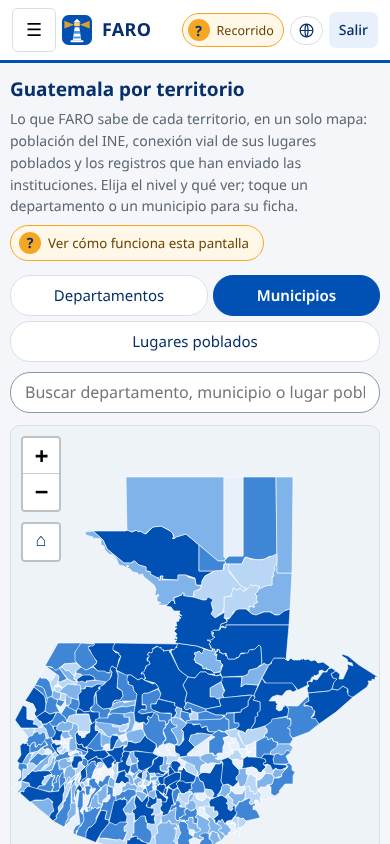 ☰ FARO ? Recorrido Salir
Guatemala por territorio
Lo que FARO sabe de cada territorio, en un solo mapa:
población del INE, conexión vial de sus lugares
poblados y los registros que han enviado las
instituciones. Elija el nivel y qué ver; toque un
departamento o un municipio para su ficha.
? Ver cómo funciona esta pantalla
Departamentos Municipios
Lugares poblados
Buscar departamento, municipio o lugar pobl
+
−
⌂